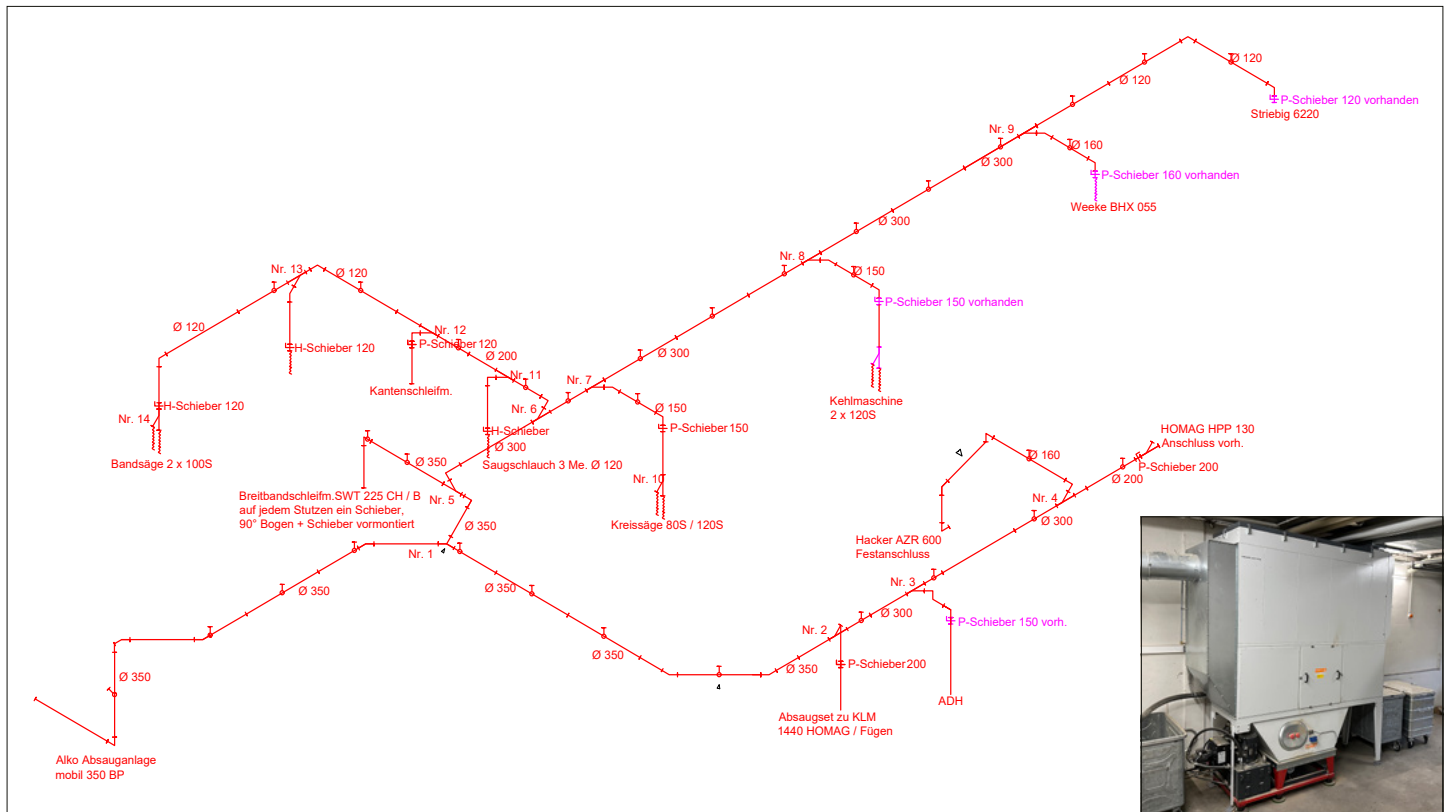 Ø 120
P-Schieber 120 vorhanden
Striebig 6220
Ø 120
Nr. 9
Ø 160
Ø 300
P-Schieber 160 vorhanden
Weeke BHX 055
Ø 300
Nr. 8
Ø 150
P-Schieber 150 vorhanden
Kehlmaschine
2 x 120S
Ø 300
Nr. 13
Ø 120
Ø 120
Nr. 12
H-Schieber 120
P-Schieber 120
Ø 200
Kantenschleifm.
Nr. 11
Nr. 7
Nr. 6
Ø 150
H-Schieber 120
Nr. 14
H-Schieber
P-Schieber 150
Ø 300
Bandsäge 2 x 100S
Saugschlauch 3 Me. Ø 120
Ø 350
Nr. 10
Kreissäge 80S / 120S
Breitbandschleifm.SWT 225 CH / B
auf jedem Stutzen ein Schieber,
90° Bogen + Schieber vormontiert
Nr. 5
Ø 350
Nr. 1
HOMAG HPP 130
Anschluss vorh.
P-Schieber 200
Ø 160
Ø 200
Nr. 4
Ø 300
Hacker AZR 600
Festanschluss
Ø 350
Ø 350
Nr. 3
Ø 300
P-Schieber 150 vorh.
Nr. 2
Ø 350
Ø 350
P-Schieber 200
Ø 350
ADH
Absaugset zu KLM
1440 HOMAG / Fügen
Alko Absauganlage
mobil 350 BP